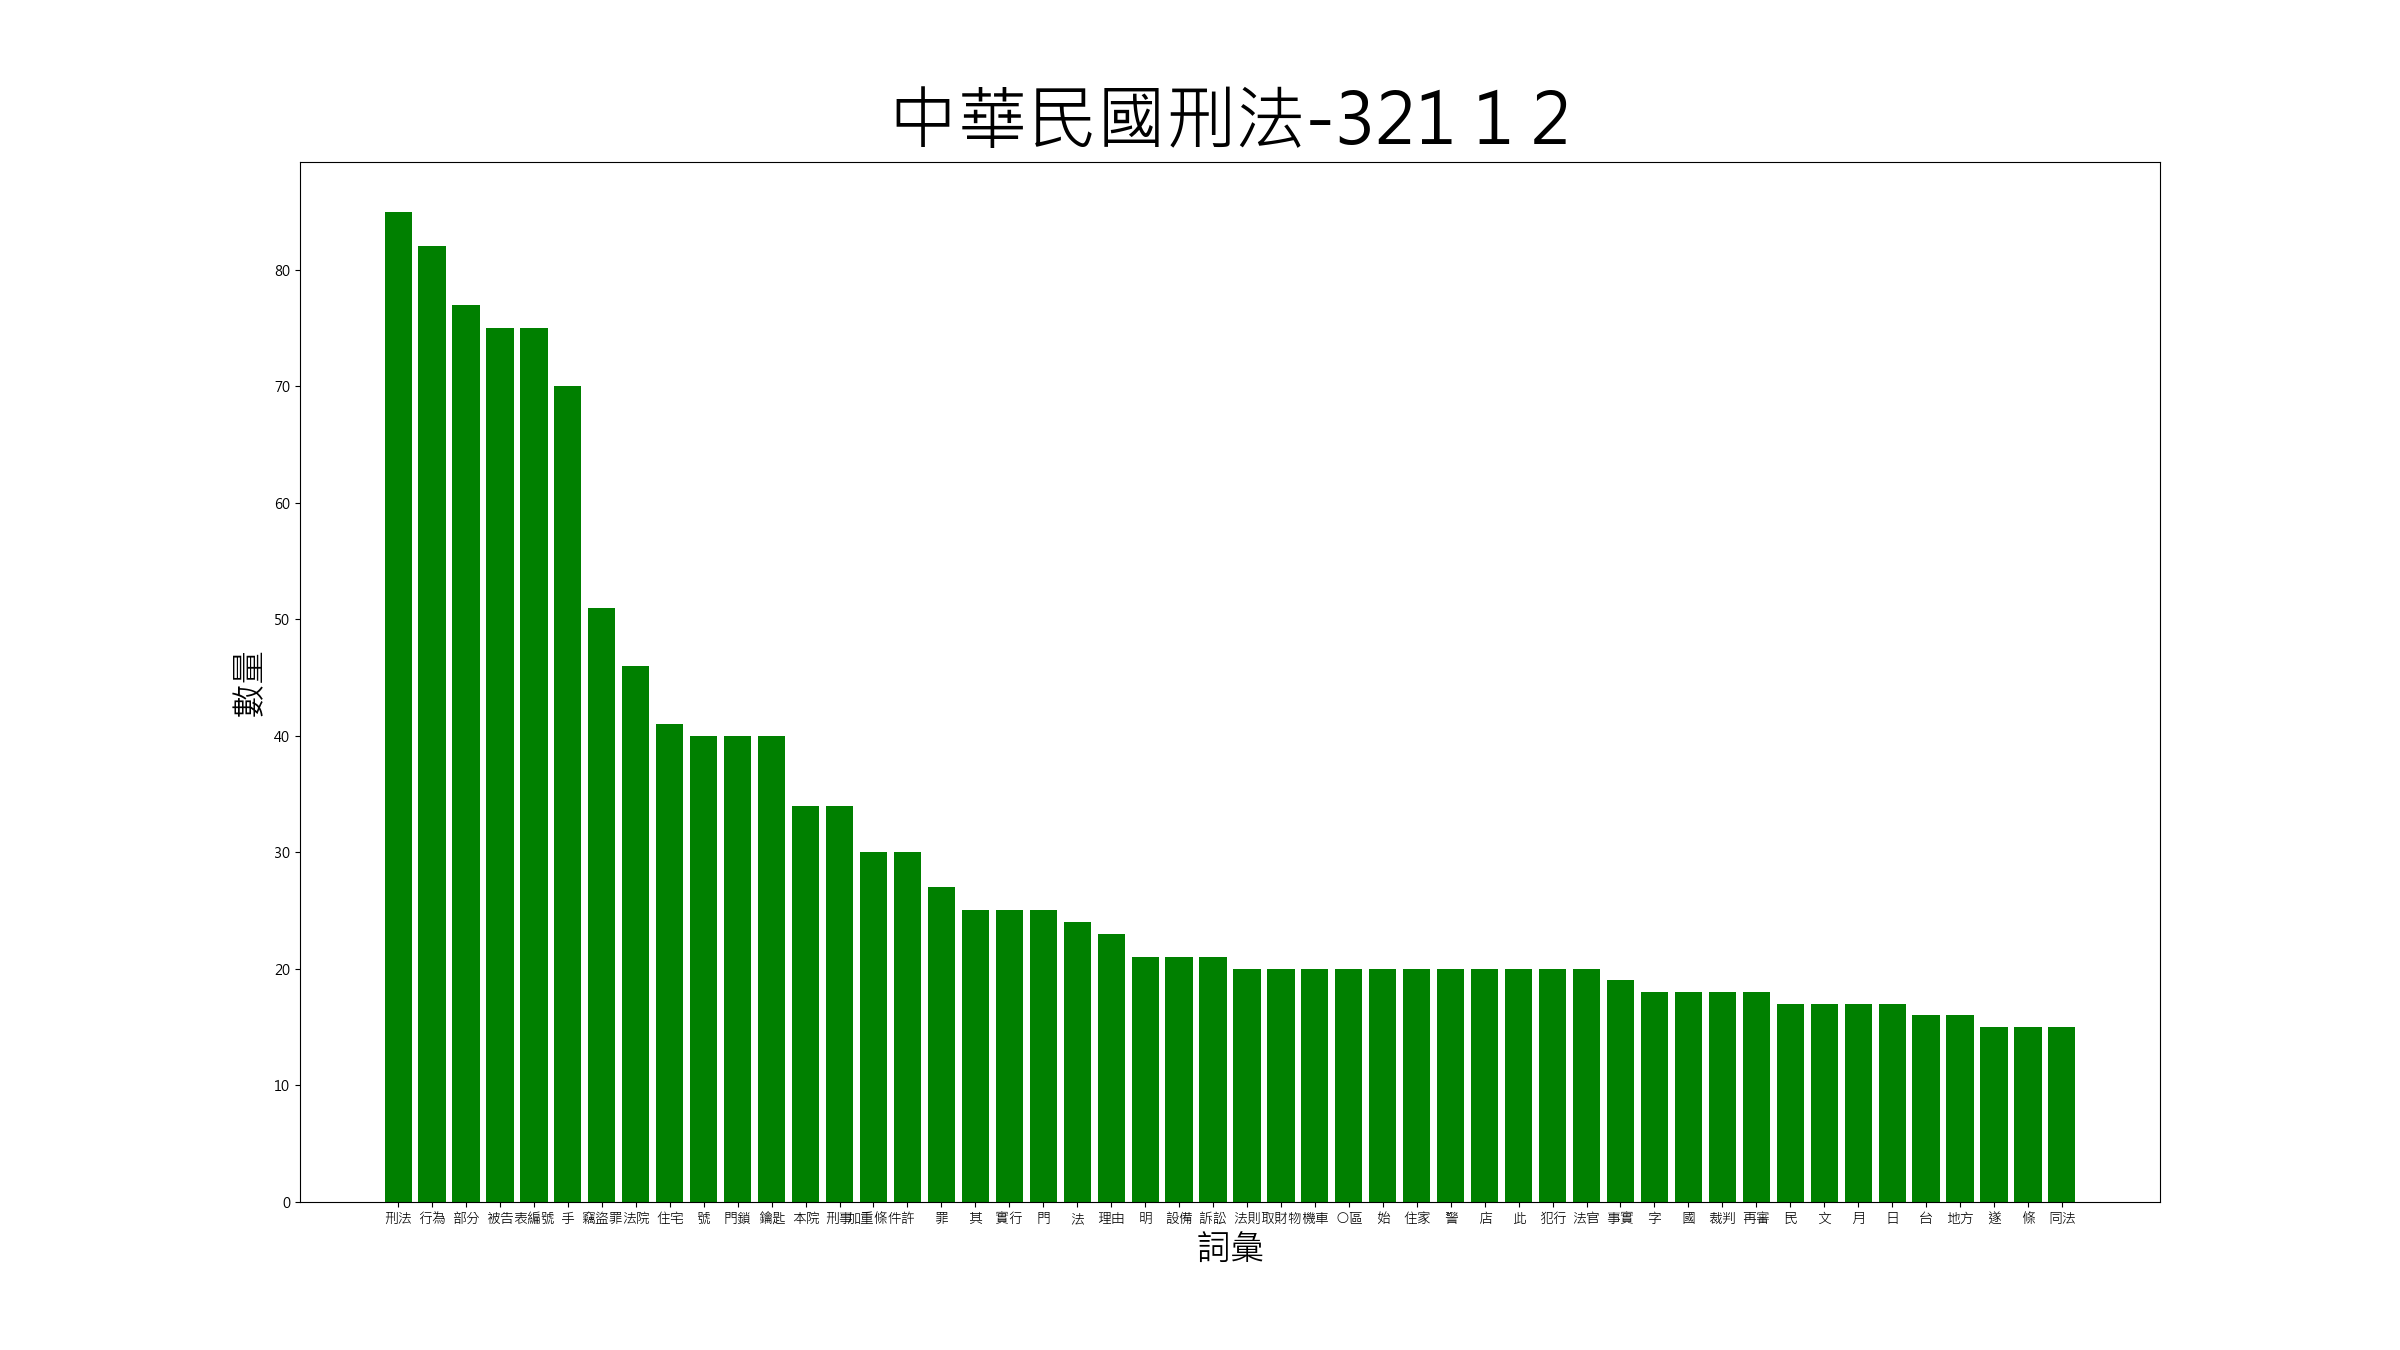 中華民國刑法-321 1 2
數量
80
70
60
50
40
30
20
10
0
刑法 行為 部分 被告 表編號 手 竊盜罪 法院 住宅 號 門鎖 鑰匙 本院 刑事 加重條件 許 罪 其 實行 門 法 理由 明 設備 訴訟 法則 取財物 機車 〇區 始 住家 警 店 此 犯行 法官 事實 字 國 裁判 再審 民 文 月 日 台 地方 遂 條 同法
詞彙